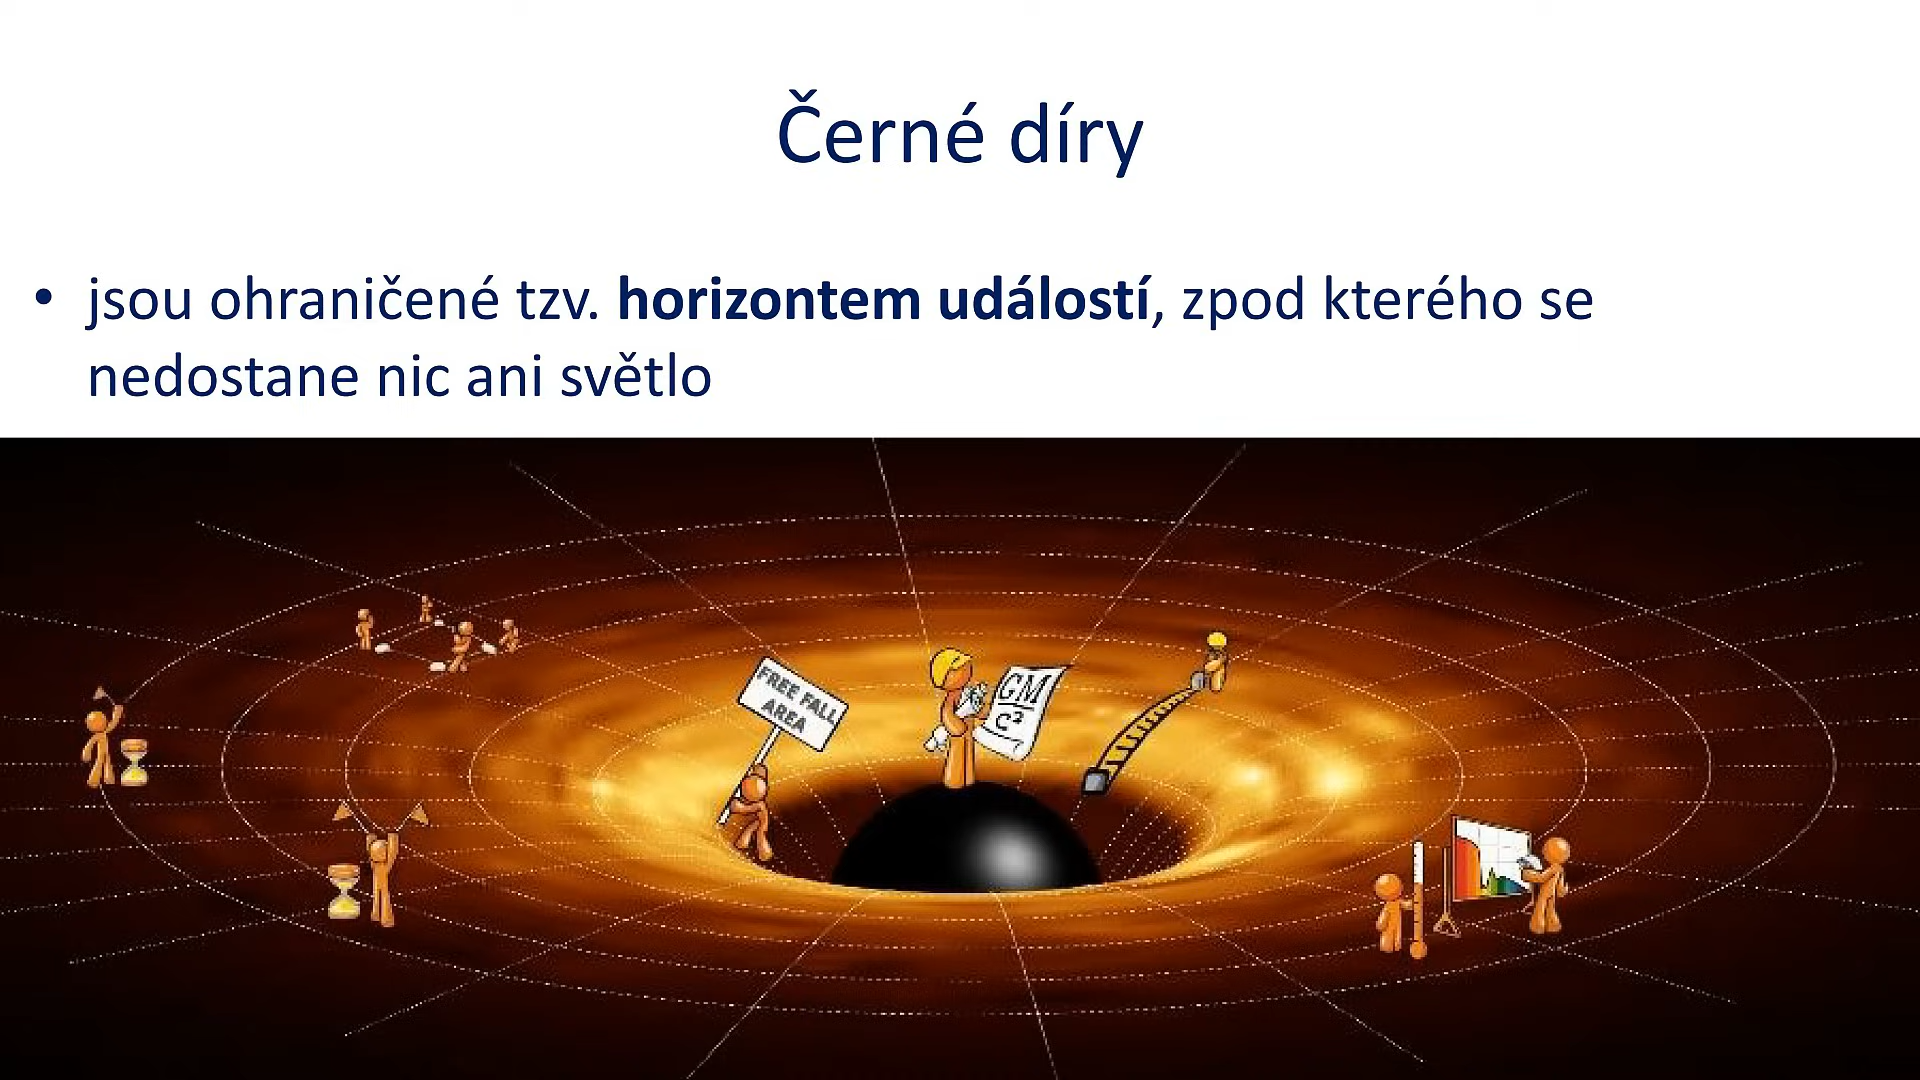 Černé díry
• jsou ohraničené tzv. horizontem událostí, zpod kterého se
nedostane nic ani světlo
FREE FALL
AREA
GM
c²